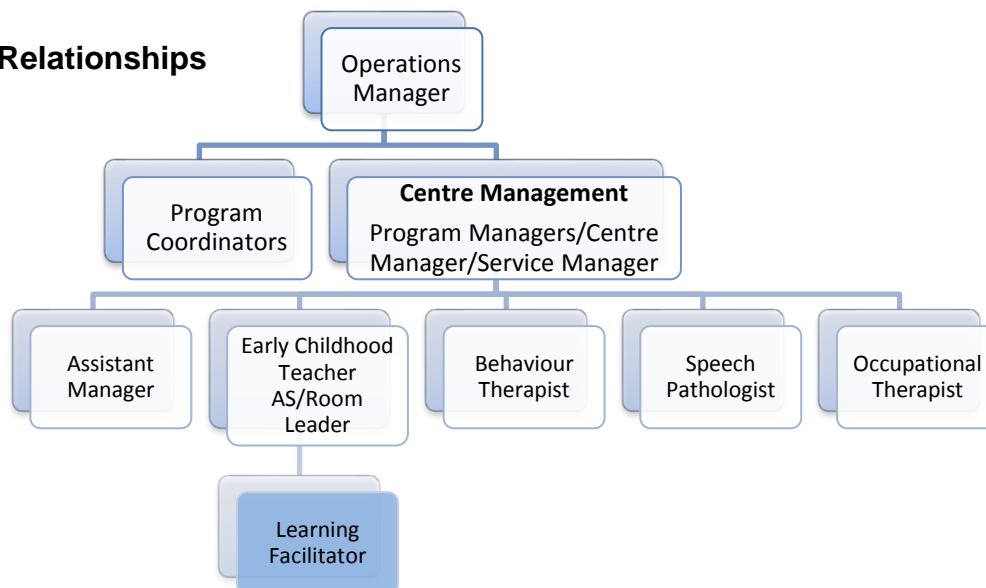 Relationships
Operations
Manager
Program
Coordinators
Centre Management
Program Managers/Centre
Manager/Service Manager
Assistant
Manager
Early Childhood
Teacher
AS/Room
Leader
Behaviour
Therapist
Speech
Pathologist
Occupational
Therapist
Learning
Facilitator